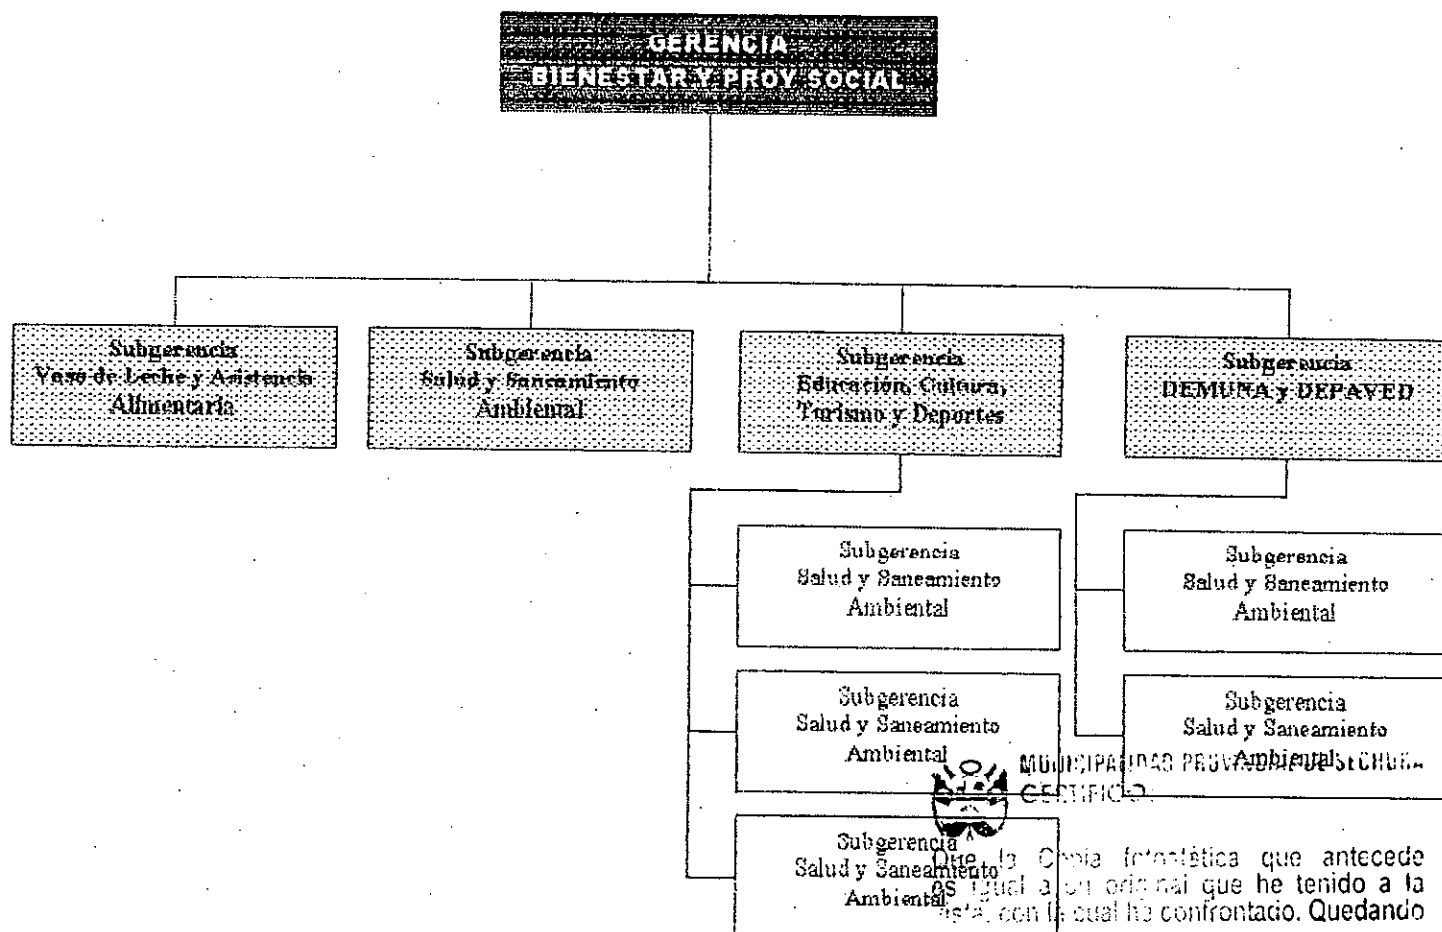 GERENCIA
BIENESTAR Y PROY SOCIAL
Subgerencia
Vaso de Leche y Asistencia
Alimentaria
Subgerencia
Salud y Saneamiento
Ambiental
Subgerencia
Educación, Cultura,
Turismo y Deportes
Subgerencia
DEMUNA y DEPAVED
Subgerencia
Salud y Saneamiento
Ambiental
Subgerencia
Salud y Saneamiento
Ambiental
Subgerencia
Salud y Saneamiento
Ambiental
Subgerencia
Salud y Saneamiento
Ambiental
Subgerencia
Salud y Saneamiento
Ambiental
MUNICIPALIDAD PROVINCIAL DE SECHURA
CERTIFICO:
Que la Copia fotostática que antecede
es igual a un original que he tenido a la
vista, con la cual he confrontado. Quedando